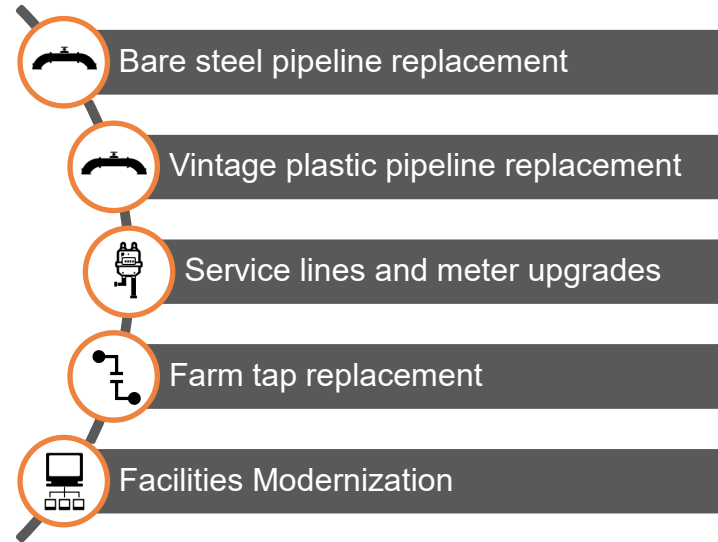 Bare steel pipeline replacement
Vintage plastic pipeline replacement
Service lines and meter upgrades
Farm tap replacement
Facilities Modernization